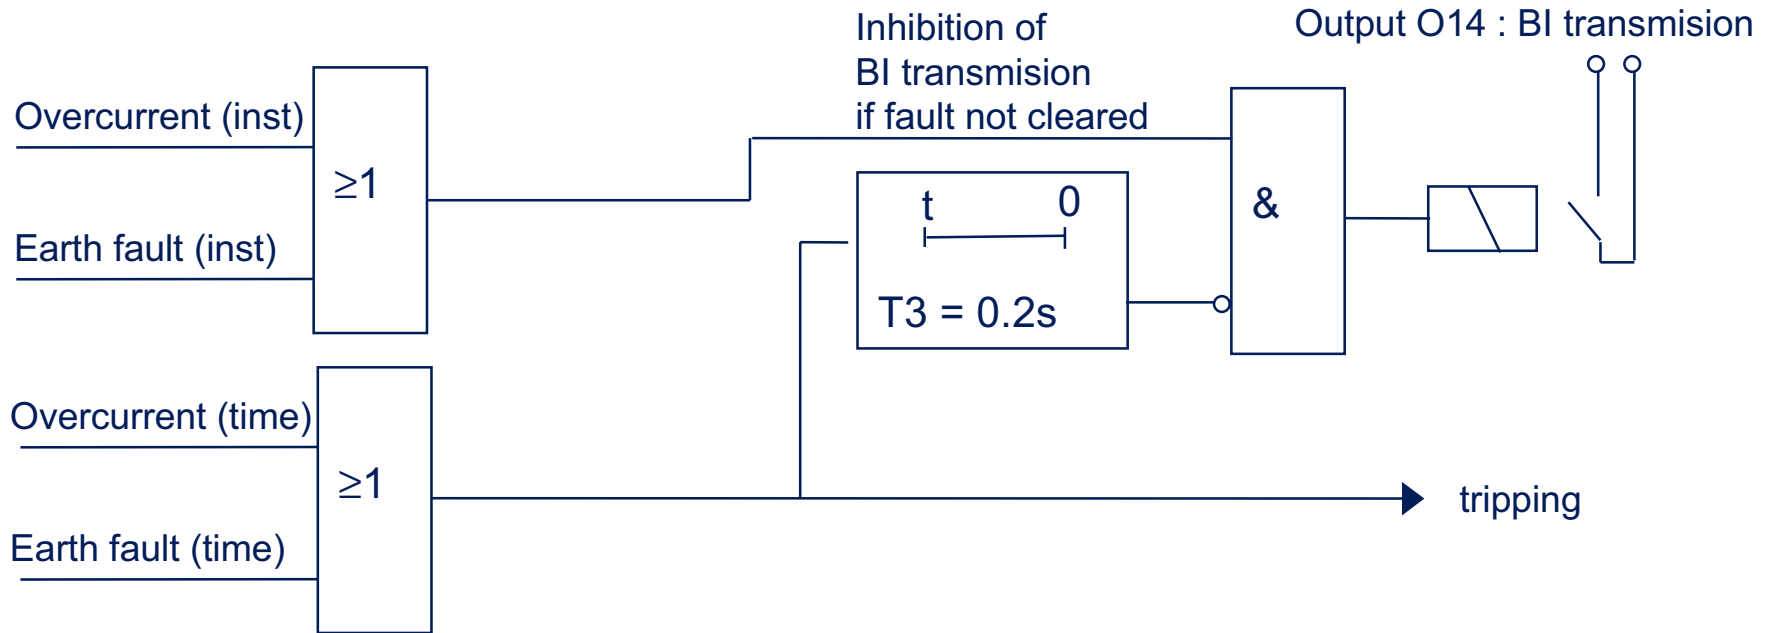 Inhibition of
BI transmision
if fault not cleared
Output O14 : BI transmision
Overcurrent (inst)
Earth fault (inst)
≥1
t 0
T3 = 0.2s
&
Overcurrent (time)
Earth fault (time)
≥1
tripping